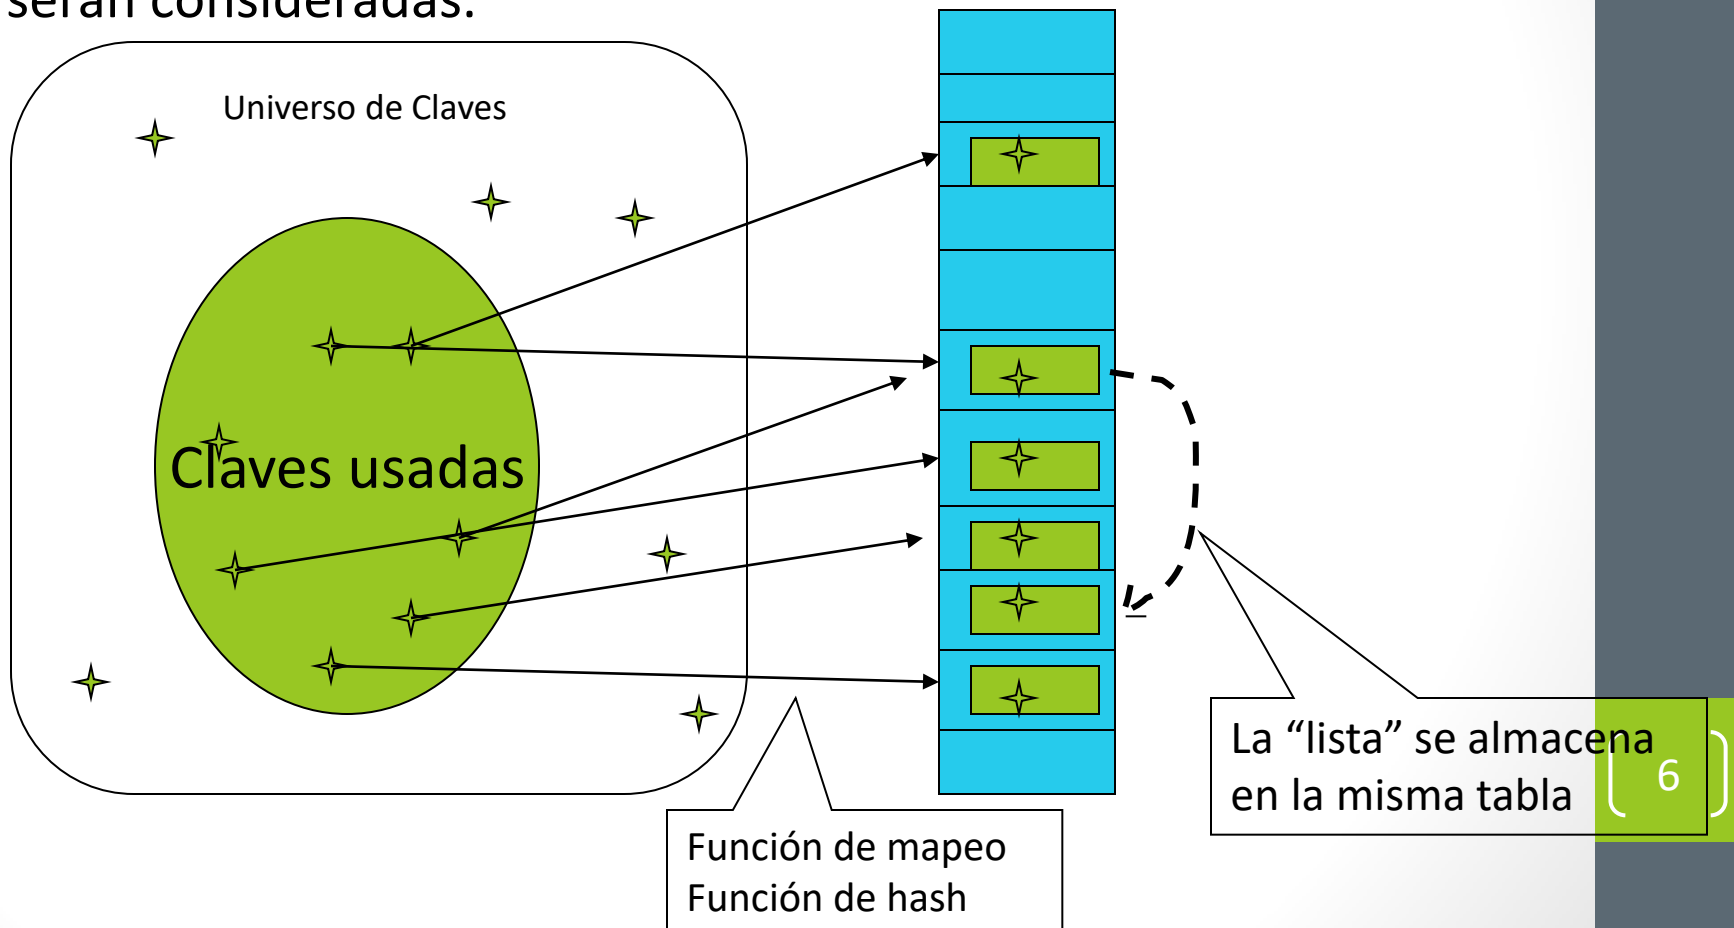 serán consideradas.
Universo de Claves
Claves usadas
La “lista” se almacena
en la misma tabla
6
Función de mapeo
Función de hash